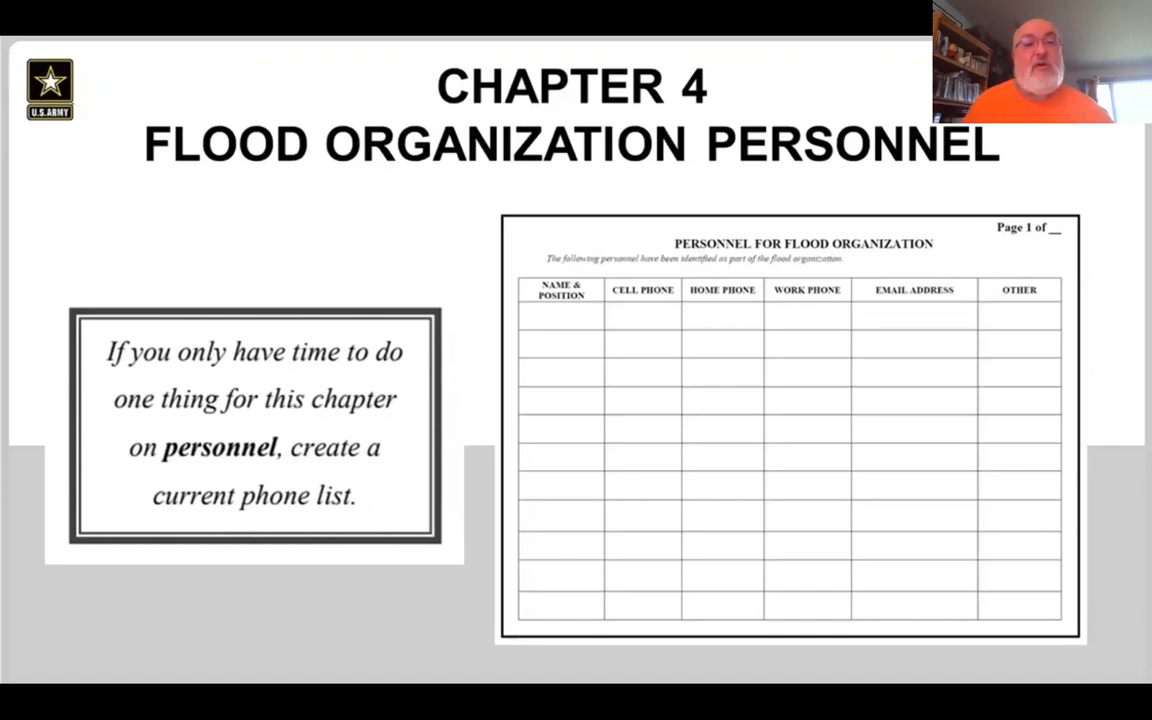 U.S. ARMY
CHAPTER 4
FLOOD ORGANIZATION PERSONNEL
If you only have time to do
one thing for this chapter
on personnel, create a
current phone list.
Page 1 of __
PERSONNEL FOR FLOOD ORGANIZATION
The following personnel have been identified as part of the flood organization.
NAME &
POSITION
CELL PHONE
HOME PHONE
WORK PHONE
EMAIL ADDRESS
OTHER